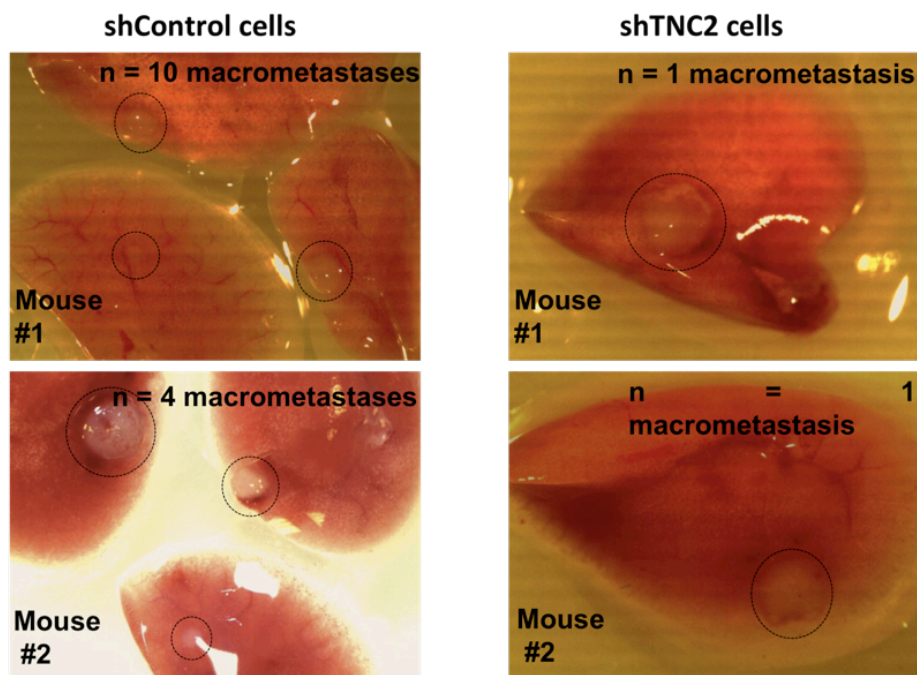 shControl cells
shTNC2 cells
n = 10 macrometastases
Mouse
#1
n = 1 macrometastasis
Mouse
#1
n = 4 macrometastases
Mouse
#2
n = 1
macrometastasis
Mouse
#2